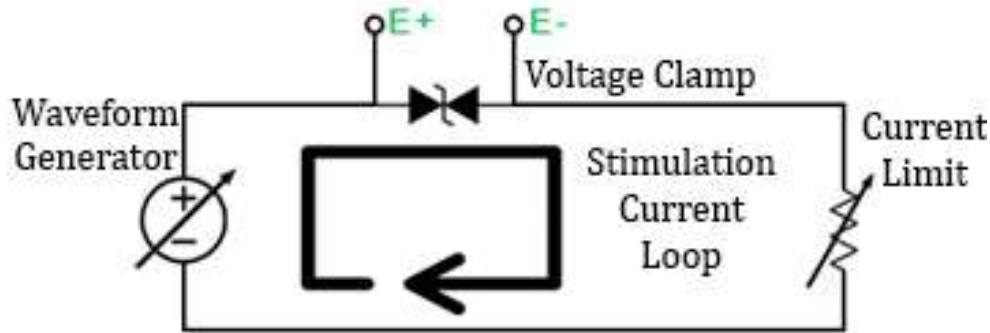 E+
E-
Voltage Clamp
Waveform
Generator
Current
Limit
Stimulation
Current
Loop
+
−